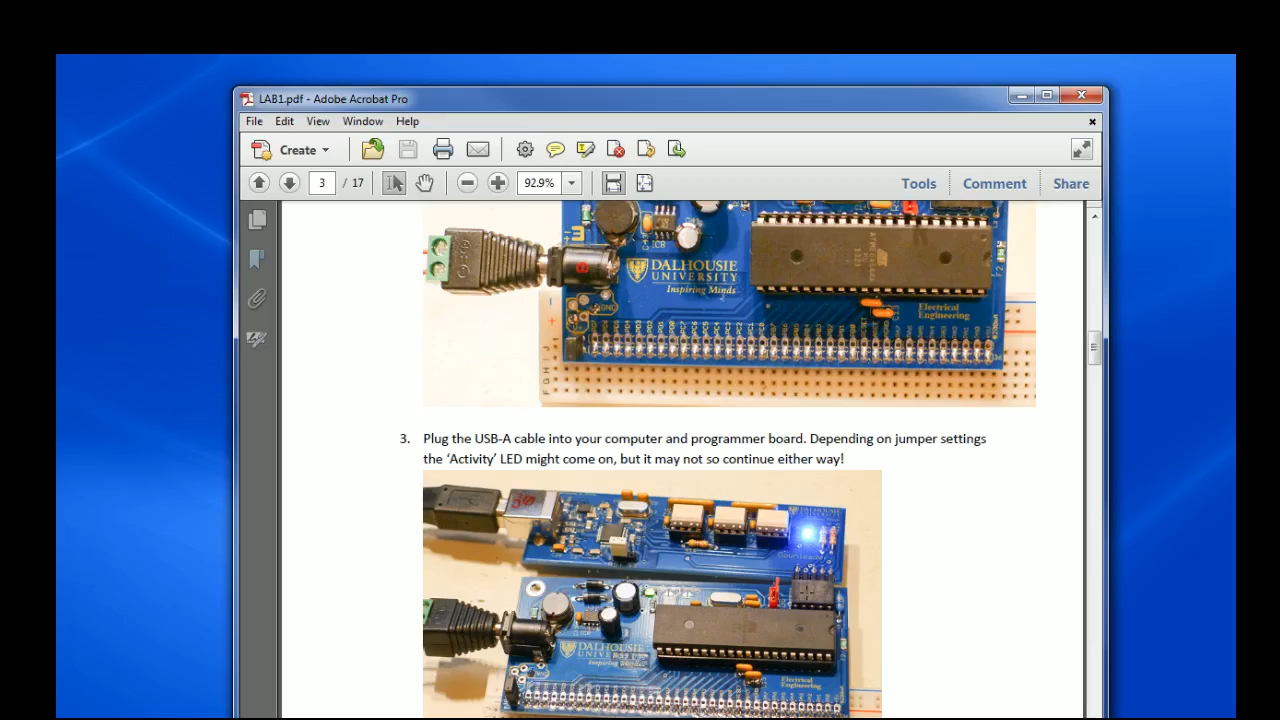 LAB1.pdf - Adobe Acrobat Pro
File Edit View Window Help
Create
3 / 17 92.9% Tools Comment Share
DALHOUSIE
UNIVERSITY
Inspiring Minds
Electrical
Engineering
3. Plug the USB-A cable into your computer and programmer board. Depending on jumper settings
the ‘Activity’ LED might come on, but it may not so continue either way!
DALHOUSIE
UNIVERSITY
Inspiring Minds
Electrical
Engineering